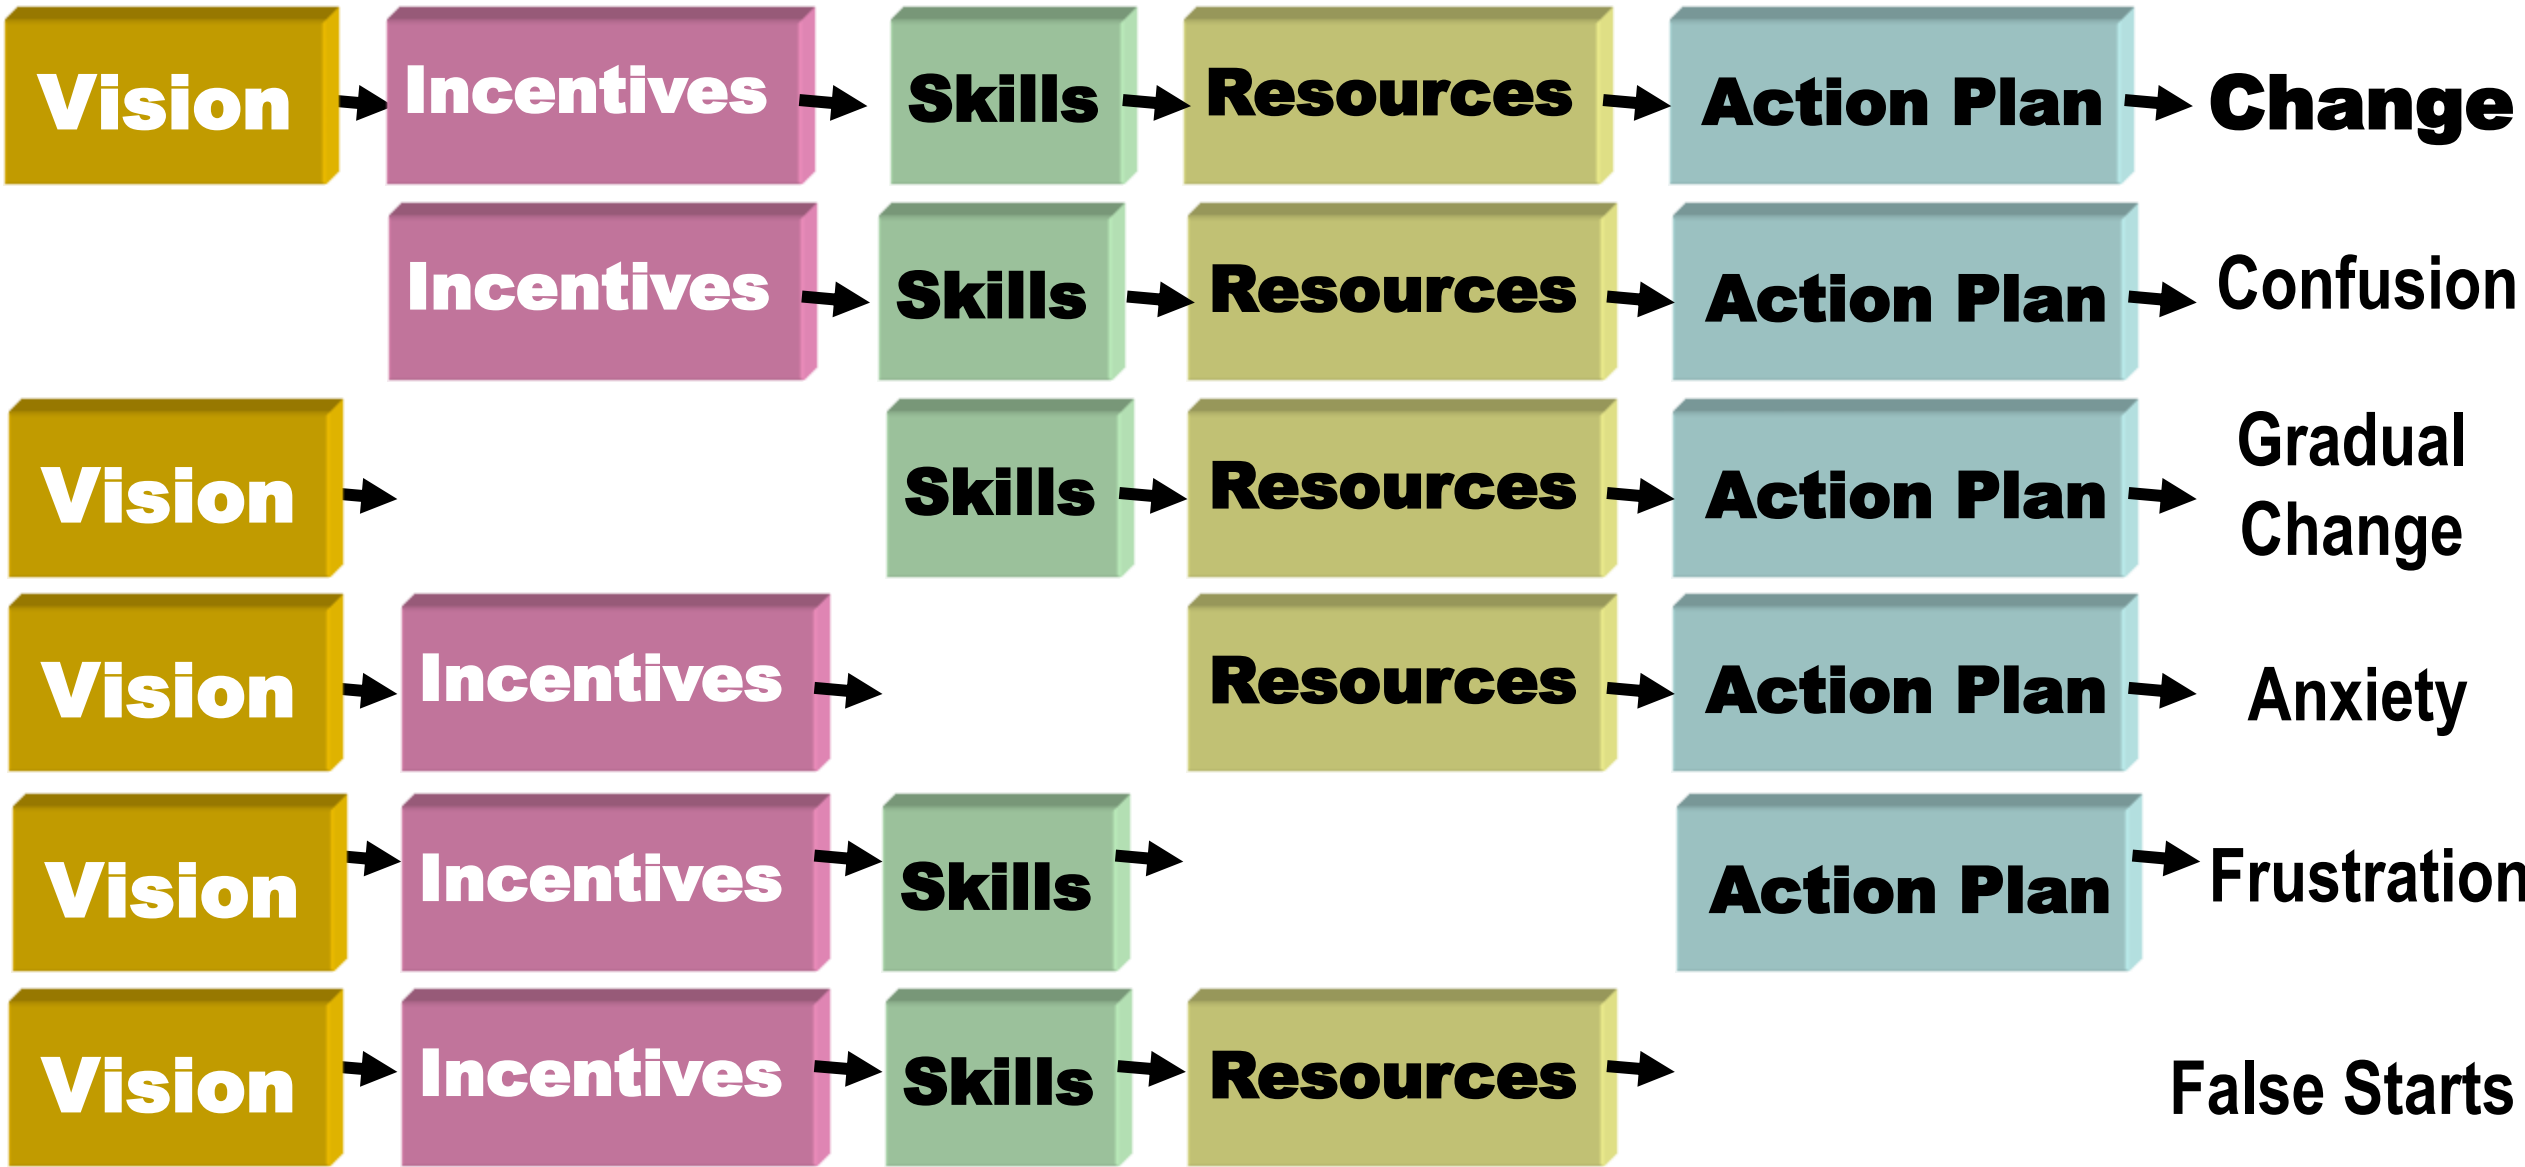 Vision Incentives Skills Resources Action Plan Change
Incentives Skills Resources Action Plan Confusion
Vision Skills Resources Action Plan Gradual
Change
Vision Incentives Resources Action Plan Anxiety
Vision Incentives Skills Action Plan Frustration
Vision Incentives Skills Resources False Starts